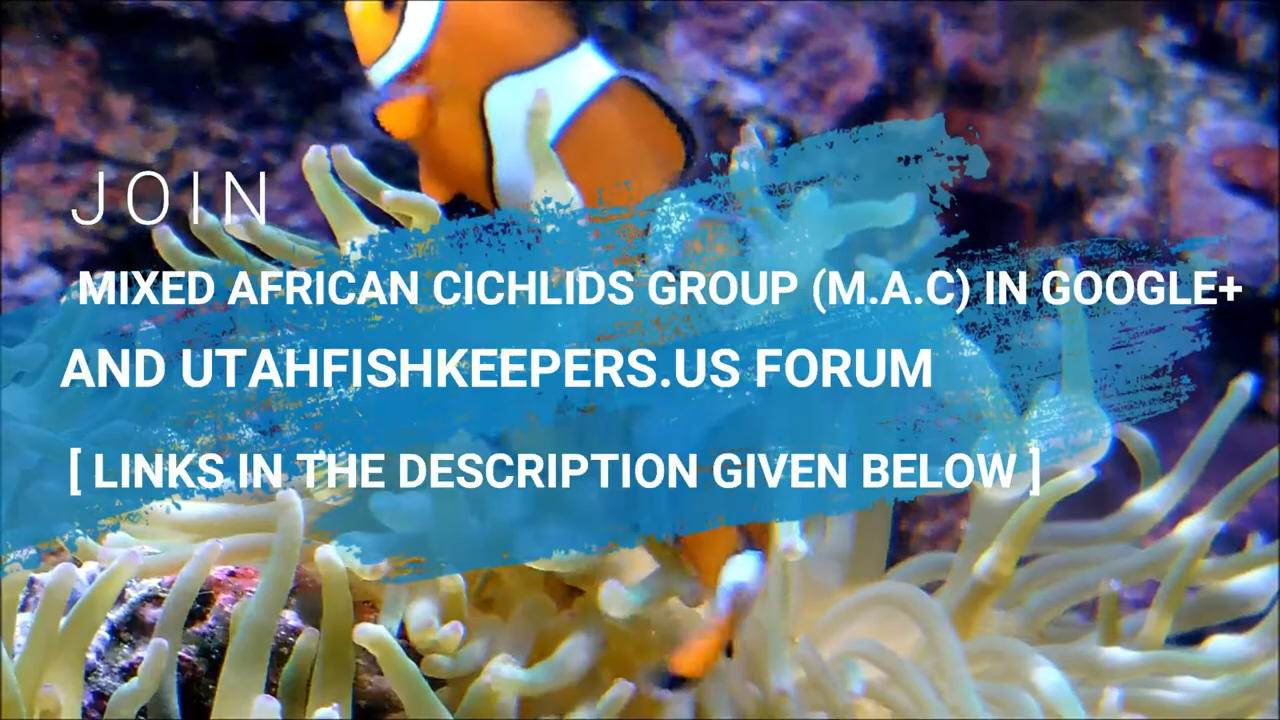 JOIN
MIXED AFRICAN CICHLIDS GROUP (M.A.C) IN GOOGLE+
AND UTAHFISHKEEPERS.US FORUM
[ LINKS IN THE DESCRIPTION GIVEN BELOW ]